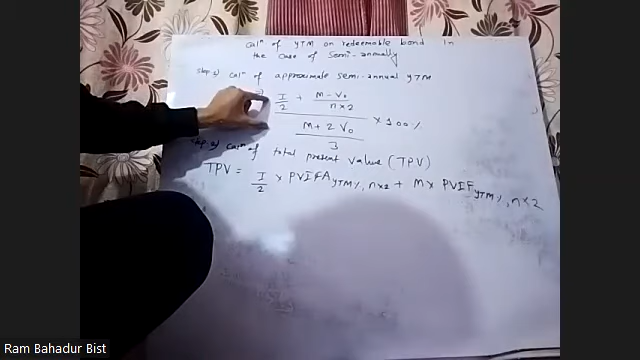 Calⁿ of YTM on redeemable bond In
the case of Semi-annually
Step 1) Calⁿ of approximate semi-annual YTM
I/2 + M - V₀/n×2
M + 2 V₀/3
× 100 %
Step 2) Calⁿ of total present value (TPV)
TPV = I/2 × PVIFA YTM%, n×2 + M × PVIF YTM%, n×2
Ram Bahadur Bist